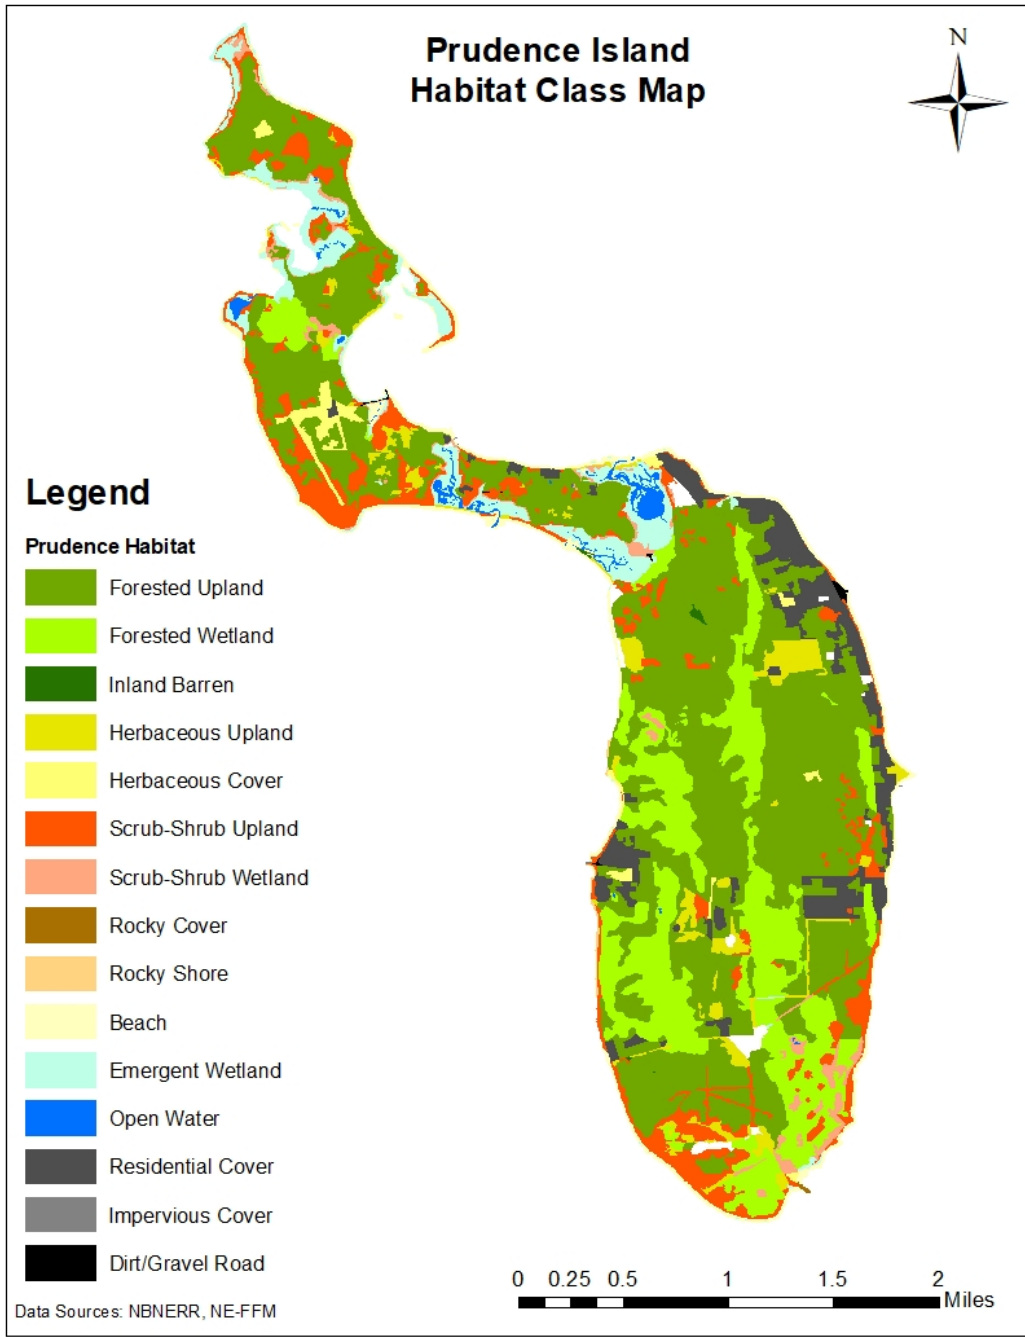 Prudence Island
Habitat Class Map
N
Legend
Prudence Habitat
Forested Upland
Forested Wetland
Inland Barren
Herbaceous Upland
Herbaceous Cover
Scrub-Shrub Upland
Scrub-Shrub Wetland
Rocky Cover
Rocky Shore
Beach
Emergent Wetland
Open Water
Residential Cover
Impervious Cover
Dirt/Gravel Road
0 0.25 0.5 1 1.5 2
Miles
Data Sources: NBNERR, NE-FFM